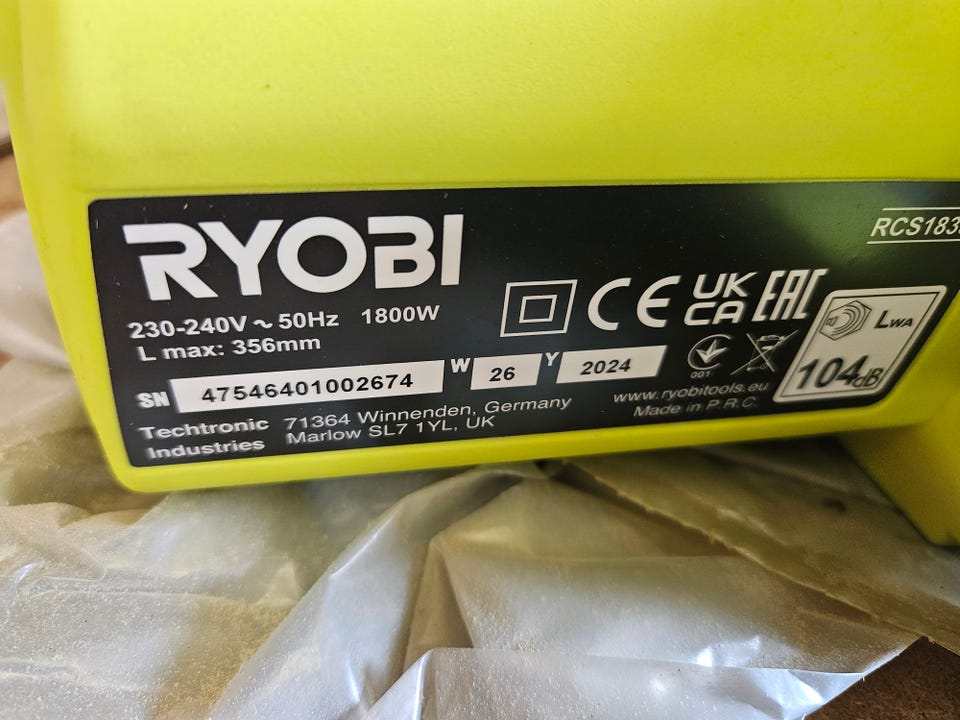 RYOBI
RCS183
230-240V ~ 50Hz 1800W
L max: 356mm
SN 47546401002674 W 26 Y 2024
Techtronic Industries
71364 Winnenden, Germany
Marlow SL7 1YL, UK
CE
UK
CA
EAC
001
www.ryobitools.eu
Made in P.R.C.
LWA
104dB